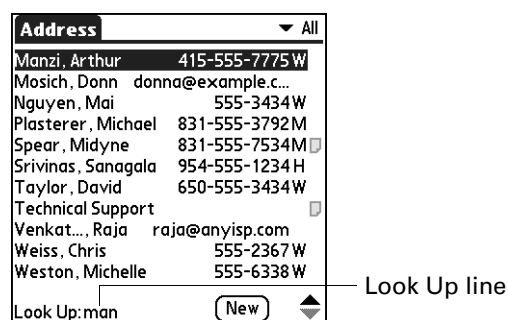 Address All
Manzi, Arthur 415-555-7775 W
Mosich, Donn donna@example.c...
Nguyen, Mai 555-3434 W
Plasterer, Michael 831-555-3792 M
Spear, Midyne 831-555-7534 M
Srivinas, Sanagala 954-555-1234 H
Taylor, David 650-555-3434 W
Technical Support
Venkat..., Raja raja@anyisp.com
Weiss, Chris 555-2367 W
Weston, Michelle 555-6338 W
Look Up line
Look Up: man New